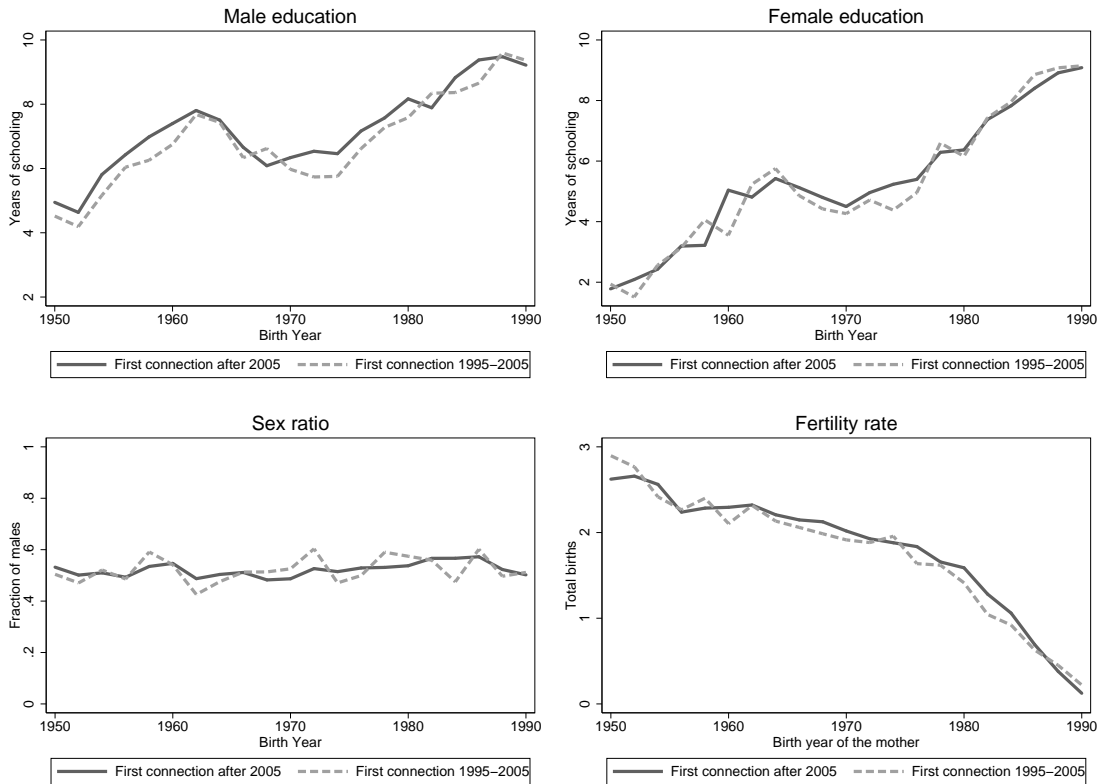 Male education
Years of schooling
10
8
6
4
2
1950 1960 1970 1980 1990
Birth Year
First connection after 2005 First connection 1995−2005
Female education
Years of schooling
10
8
6
4
2
1950 1960 1970 1980 1990
Birth Year
First connection after 2005 First connection 1995−2005
Sex ratio
Fraction of males
1
.8
.6
.4
.2
0
1950 1960 1970 1980 1990
Birth Year
First connection after 2005 First connection 1995−2005
Fertility rate
Total births
3
2
1
0
1950 1960 1970 1980 1990
Birth year of the mother
First connection after 2005 First connection 1995−2005